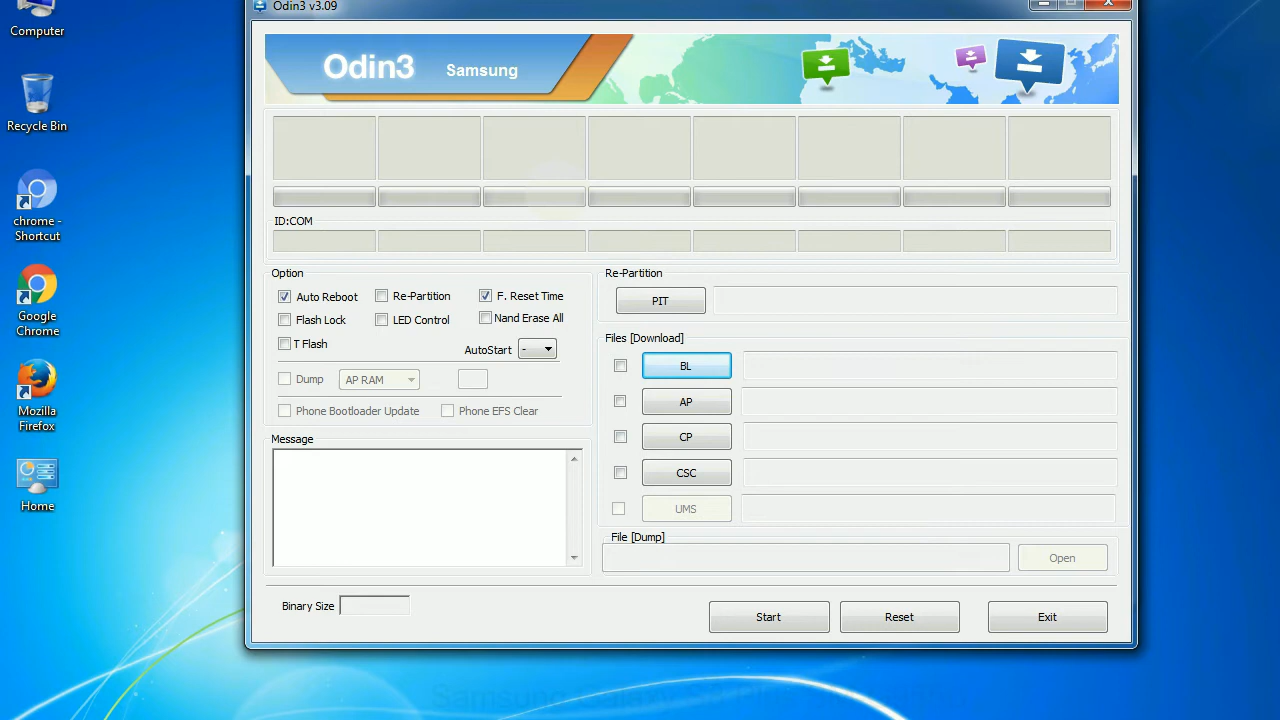 Odin3 v3.09
Computer
Recycle Bin
chrome -
Shortcut
Google
Chrome
Mozilla
Firefox
Home
Odin3 Samsung
ID:COM
Option
Auto Reboot Re-Partition F. Reset Time
Flash Lock LED Control Nand Erase All
T Flash AutoStart -
Dump AP RAM
Phone Bootloader Update Phone EFS Clear
Message
Re-Partition
PIT
Files [Download]
BL
AP
CP
CSC
UMS
File [Dump]
Open
Binary Size
Start Reset Exit
Samsung Galaxy